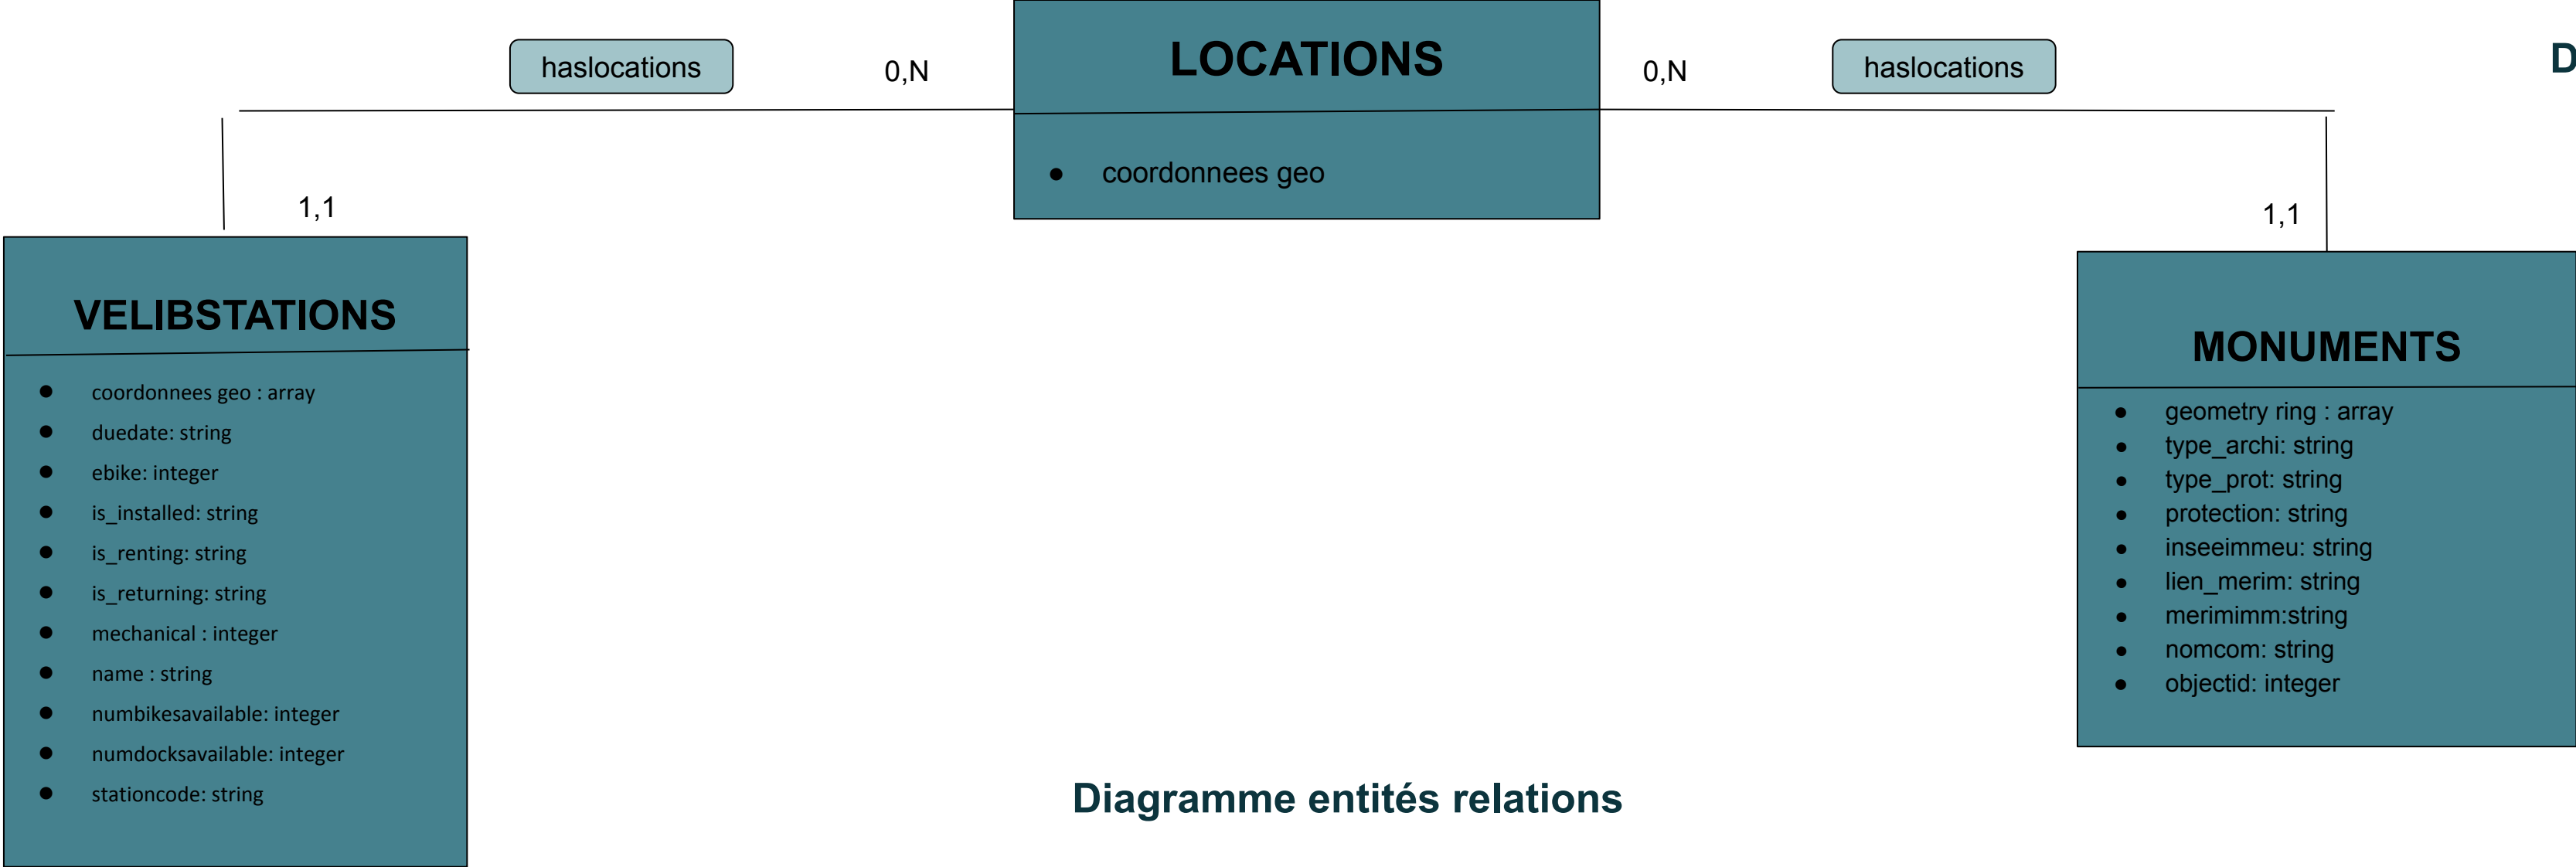 haslocations
0,N
LOCATIONS
0,N
haslocations
D
● coordonnees geo
1,1
1,1
VELIBSTATIONS
● coordonnees geo : array
● duedate: string
● ebike: integer
● is_installed: string
● is_renting: string
● is_returning: string
● mechanical : integer
● name : string
● numbikesavailable: integer
● numdocksavailable: integer
● stationcode: string
MONUMENTS
● geometry ring : array
● type_archi: string
● type_prot: string
● protection: string
● inseeimmeu: string
● lien_merim: string
● merimimm:string
● nomcom: string
● objectid: integer
Diagramme entités relations